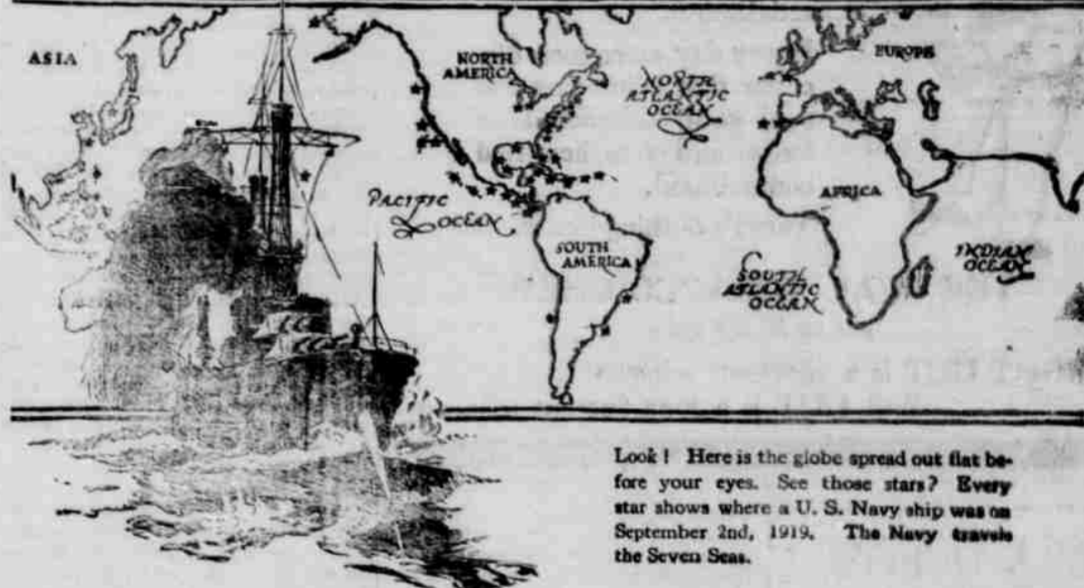 ASIA
NORTH
AMERICA
NORTH
ATLANTIC
OCEAN
EUROPE
PACIFIC
OCEAN
AFRICA
SOUTH
AMERICA
SOUTH
ATLANTIC
OCEAN
INDIAN
OCEAN
Look! Here is the globe spread out flat be-
fore your eyes. See those stars? Every
star shows where a U. S. Navy ship was on
September 2nd, 1919. The Navy travels
the Seven Seas.